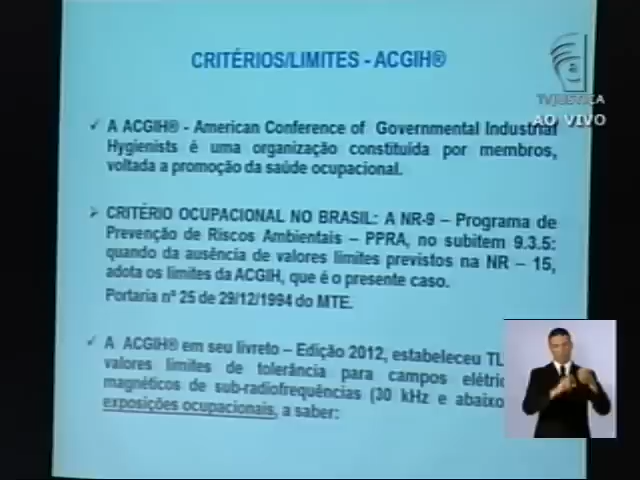 CRITÉRIOS/LIMITES - ACGIH®
TVJUSTIÇA
AO VIVO
✓ A ACGIH® - American Conference of Governmental Industrial
Hygienists é uma organização constituída por membros,
voltada a promoção da saúde ocupacional.
➢ CRITÉRIO OCUPACIONAL NO BRASIL: A NR-9 – Programa de
Prevenção de Riscos Ambientais – PPRA, no subitem 9.3.5:
quando da ausência de valores limites previstos na NR – 15,
adota os limites da ACGIH, que é o presente caso.
Portaria nº 25 de 29/12/1994 do MTE.
✓ A ACGIH® em seu livreto – Edição 2012, estabeleceu TL
valores limites de tolerância para campos elétri
magnéticos de sub-radiofrequências (30 kHz e abaixo
exposições ocupacionais, a saber: